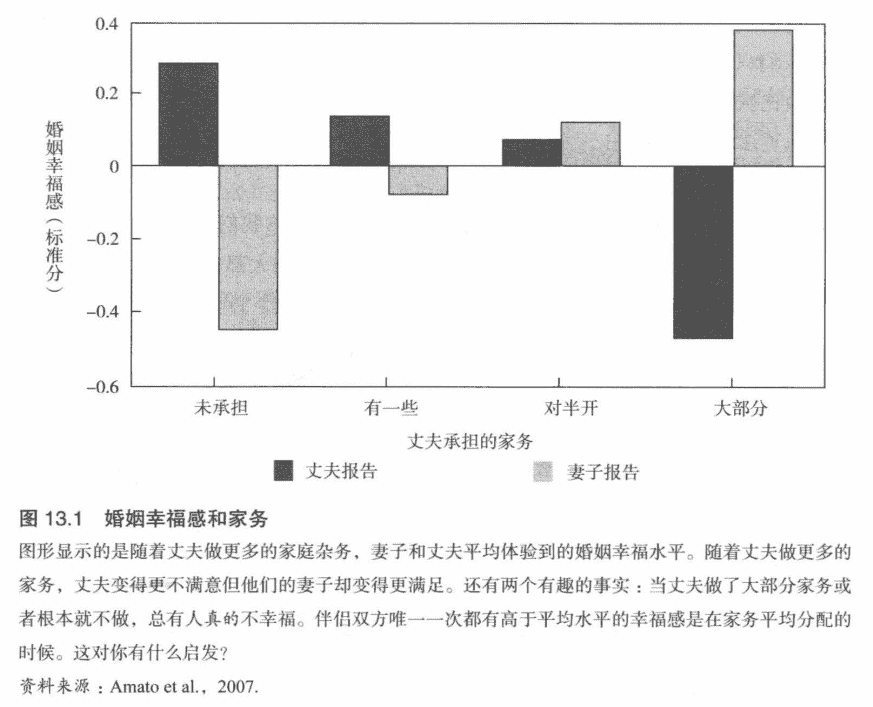 0.4
0.2
0
−0.2
−0.4
−0.6
婚姻幸福感（标准分）
未承担 有一些 对半开 大部分
丈夫承担的家务
丈夫报告 妻子报告
图 13.1 婚姻幸福感和家务
图形显示的是随着丈夫做更多的家庭杂务，妻子和丈夫平均体验到的婚姻幸福水平。随着丈夫做更多的
家务，丈夫变得更不满意但他们的妻子却变得更满足。还有两个有趣的事实：当丈夫做了大部分家务或
者根本就不做，总有人真的不幸福。伴侣双方唯一一次都有高于平均水平的幸福感是在家务平均分配的
时候。这对你有什么启发？
资料来源：Amato et al.，2007.